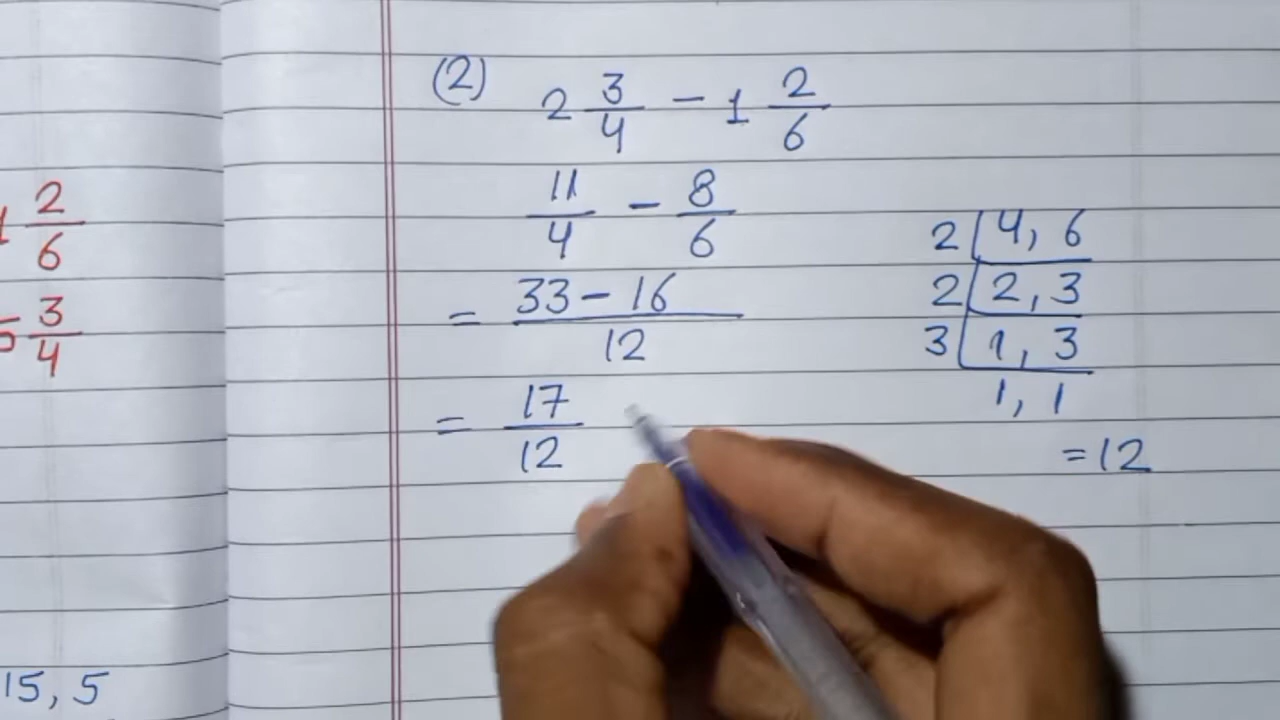 1 2/6
5 3/4
15, 5
(2) 2 3/4 - 1 2/6
11/4 - 8/6
= 33 - 16 / 12
= 17/12
2 | 4, 6
2 | 2, 3
3 | 1, 3
1, 1
= 12